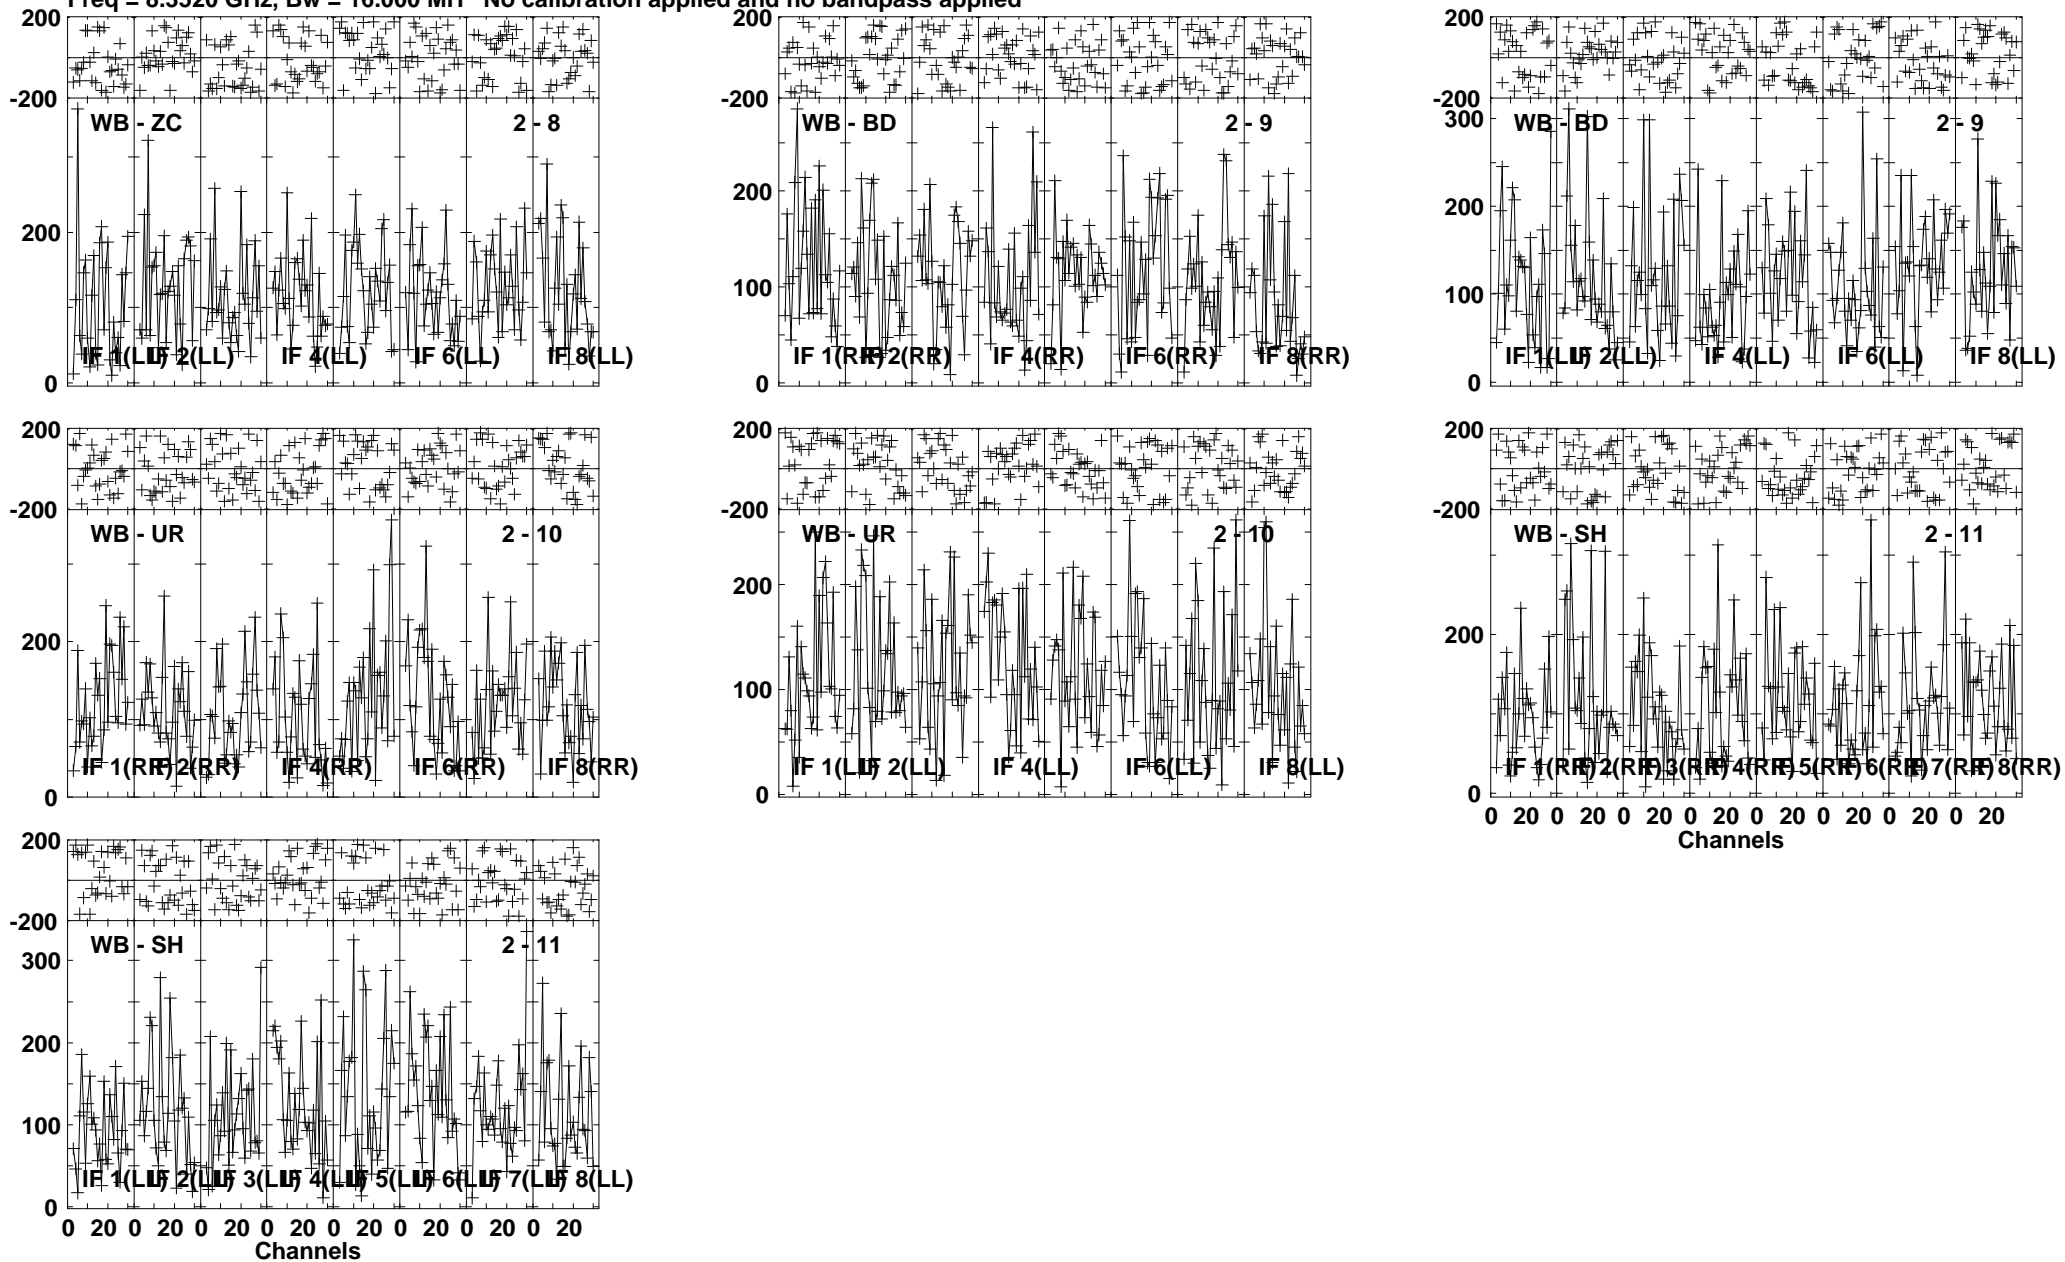 No calibration applied and no bandpass applied
200
-200
WB - ZC 2 - 8
200
IF 1(LL) IF 2(LL) IF 4(LL) IF 6(LL) IF 8(LL)
0
200
-200
WB - BD 2 - 9
200
100
IF 1(RR) IF 2(RR) IF 4(RR) IF 6(RR) IF 8(RR)
0
200
-200
300
WB - BD 2 - 9
200
100
IF 1(LL) IF 2(LL) IF 4(LL) IF 6(LL) IF 8(LL)
0
200
-200
WB - UR 2 - 10
200
IF 1(RR) IF 2(RR) IF 4(RR) IF 6(RR) IF 8(RR)
0
200
-200
WB - UR 2 - 10
200
100
IF 1(LL) IF 2(LL) IF 4(LL) IF 6(LL) IF 8(LL)
0
200
-200
WB - SH 2 - 11
200
IF 1(RR) IF 2(RR) IF 3(RR) IF 4(RR) IF 5(RR) IF 6(RR) IF 7(RR) IF 8(RR)
0
0 20 0 20 0 20 0 20 0 20 0 20 0 20 0 20
Channels
200
-200
WB - SH 2 - 11
300
200
100
IF 1(LL) IF 2(LL) IF 3(LL) IF 4(LL) IF 5(LL) IF 6(LL) IF 7(LL) IF 8(LL)
0
0 20 0 20 0 20 0 20 0 20 0 20 0 20 0 20
Channels